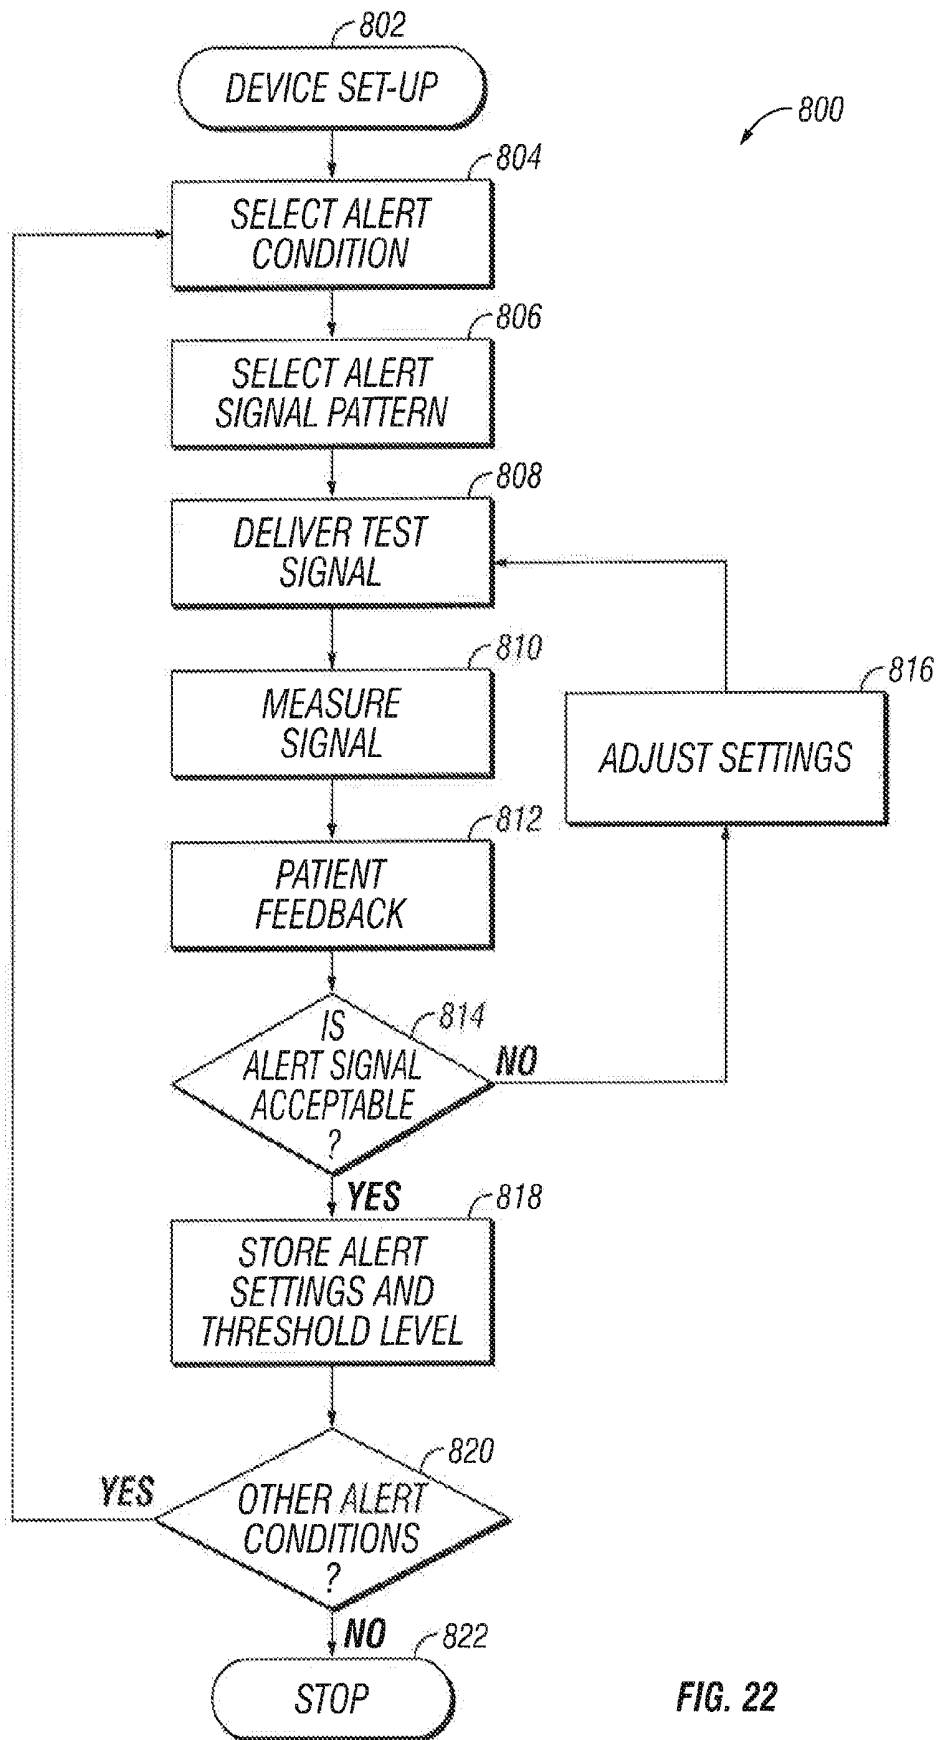 802
DEVICE SET-UP
800
804
SELECT ALERT
CONDITION
806
SELECT ALERT
SIGNAL PATTERN
808
DELIVER TEST
SIGNAL
810
MEASURE
SIGNAL
816
ADJUST SETTINGS
812
PATIENT
FEEDBACK
814
IS
ALERT SIGNAL
ACCEPTABLE
?
NO
YES
818
STORE ALERT
SETTINGS AND
THRESHOLD LEVEL
820
YES
OTHER ALERT
CONDITIONS
?
NO
822
STOP
FIG. 22